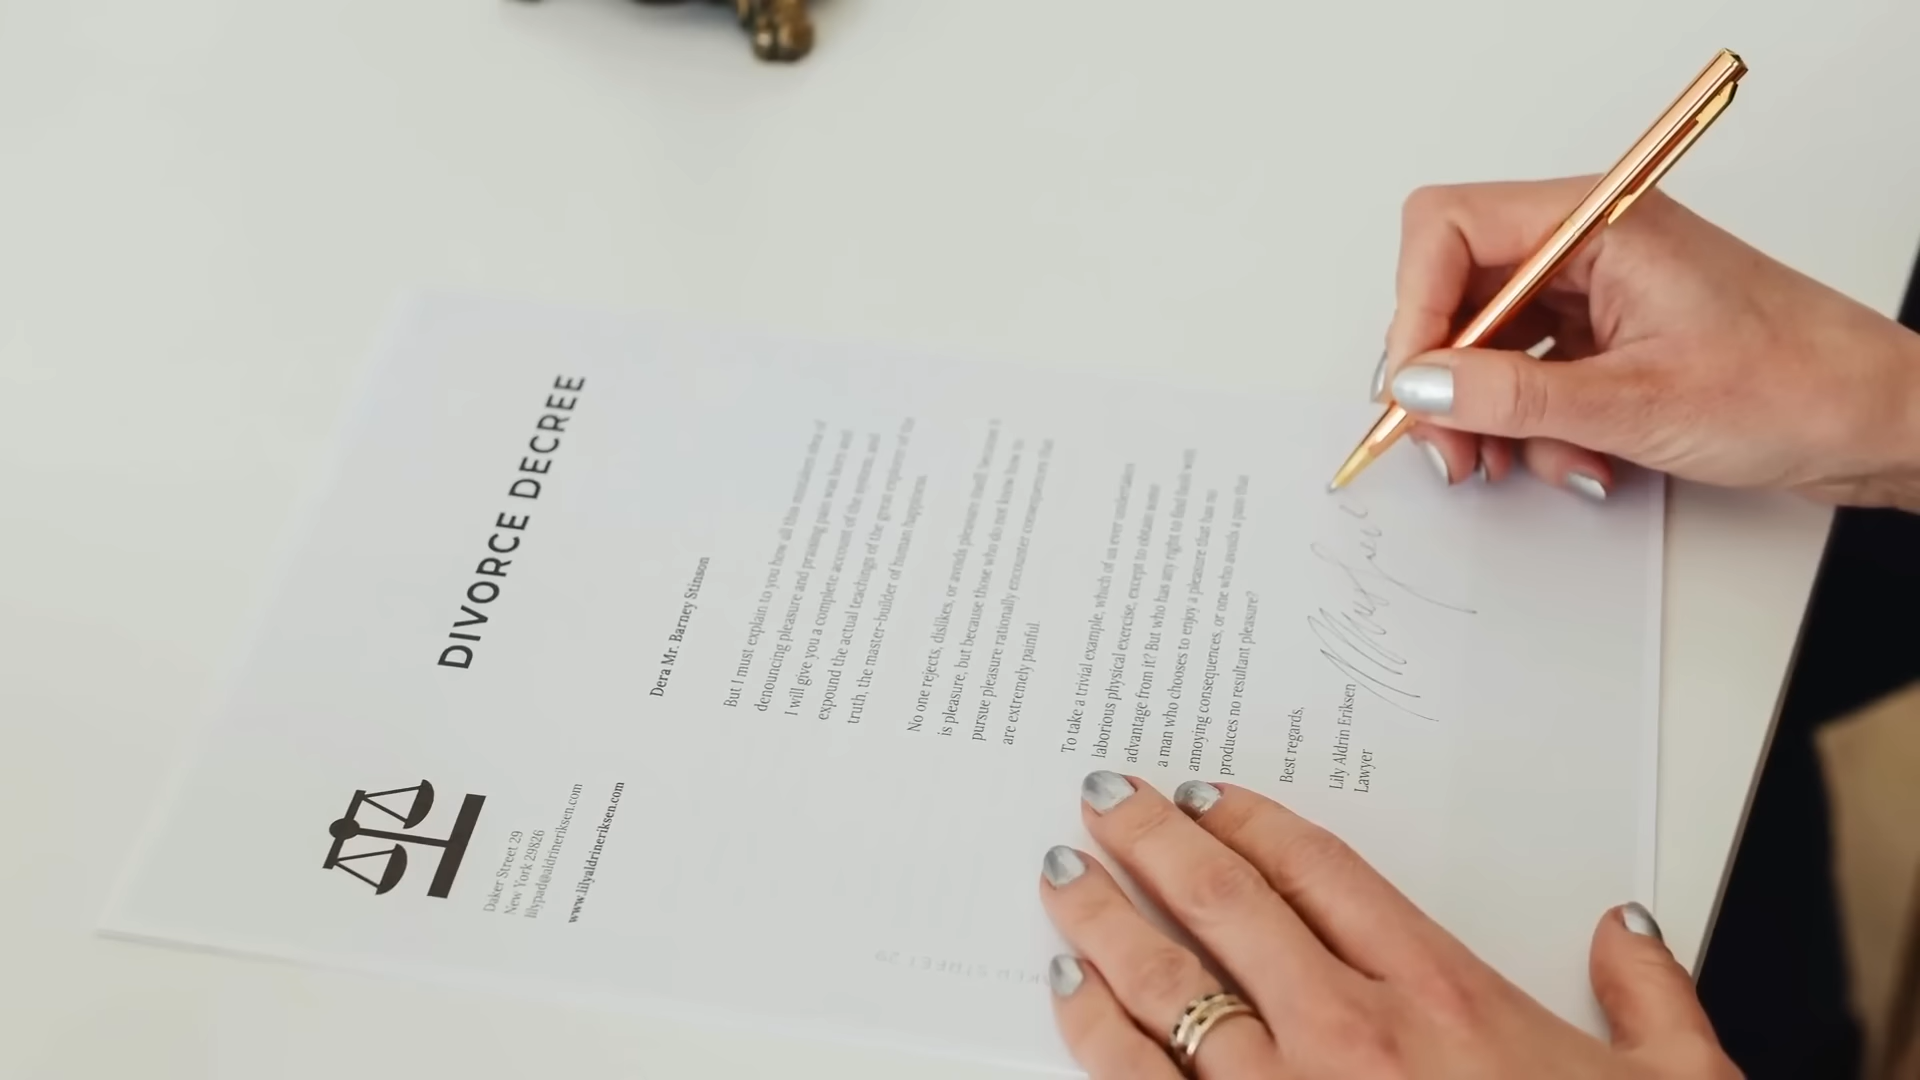 DIVORCE DECREE
Daker Street 29
New York 29826
lilypad@aldrineriksen.com
www.lilyaldrineriksen.com
Dera Mr. Barney Stinson
But I must explain to you how all this mistaken idea of
denouncing pleasure and praising pain was born and
I will give you a complete account of the system, and
expound the actual teachings of the great explorer of the
truth, the master-builder of human happiness.
No one rejects, dislikes, or avoids pleasure itself, because it
is pleasure, but because those who do not know how to
pursue pleasure rationally encounter consequences that
are extremely painful.
To take a trivial example, which of us ever undertakes
laborious physical exercise, except to obtain some
advantage from it? But who has any right to find fault with
a man who chooses to enjoy a pleasure that has no
annoying consequences, or one who avoids a pain that
produces no resultant pleasure?
Best regards,
Lily Aldrin Eriksen
Lawyer